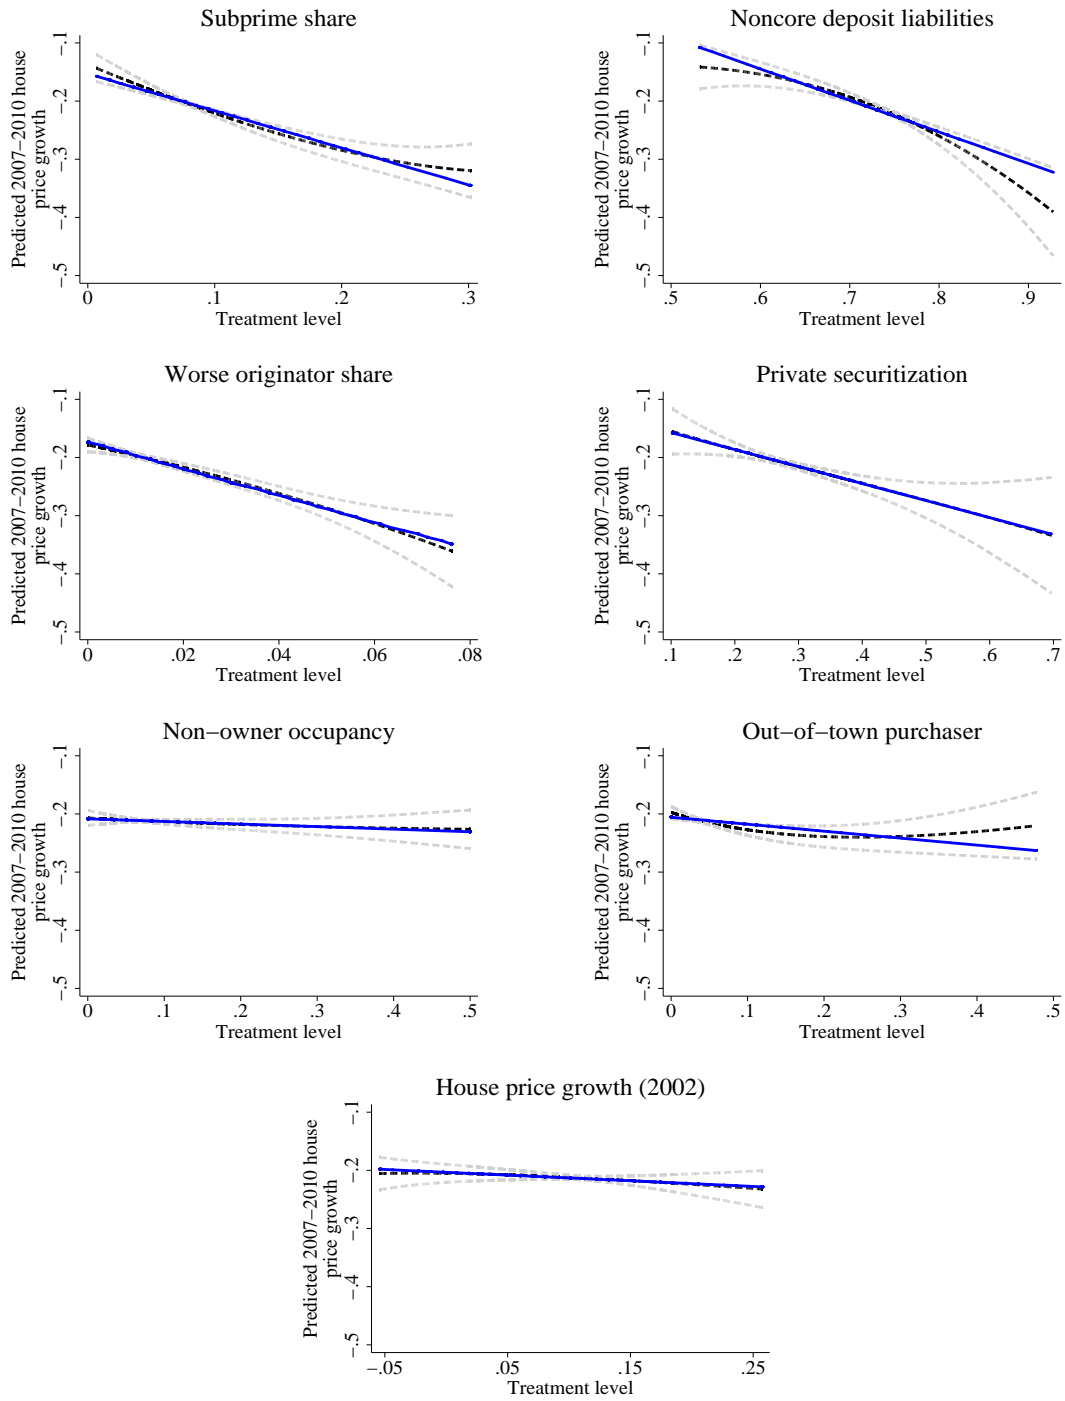 Subprime share
Predicted 2007−2010 house
price growth
−.1
−.2
−.3
−.4
−.5
0 .1 .2 .3
Treatment level
Noncore deposit liabilities
Predicted 2007−2010 house
price growth
−.1
−.2
−.3
−.4
−.5
.5 .6 .7 .8 .9
Treatment level
Worse originator share
Predicted 2007−2010 house
price growth
−.1
−.2
−.3
−.4
−.5
0 .02 .04 .06 .08
Treatment level
Private securitization
Predicted 2007−2010 house
price growth
−.1
−.2
−.3
−.4
−.5
.1 .2 .3 .4 .5 .6 .7
Treatment level
Non−owner occupancy
Predicted 2007−2010 house
price growth
−.1
−.2
−.3
−.4
−.5
0 .1 .2 .3 .4 .5
Treatment level
Out−of−town purchaser
Predicted 2007−2010 house
price growth
−.1
−.2
−.3
−.4
−.5
0 .1 .2 .3 .4 .5
Treatment level
House price growth (2002)
Predicted 2007−2010 house
price growth
−.1
−.2
−.3
−.4
−.5
−.05 .05 .15 .25
Treatment level